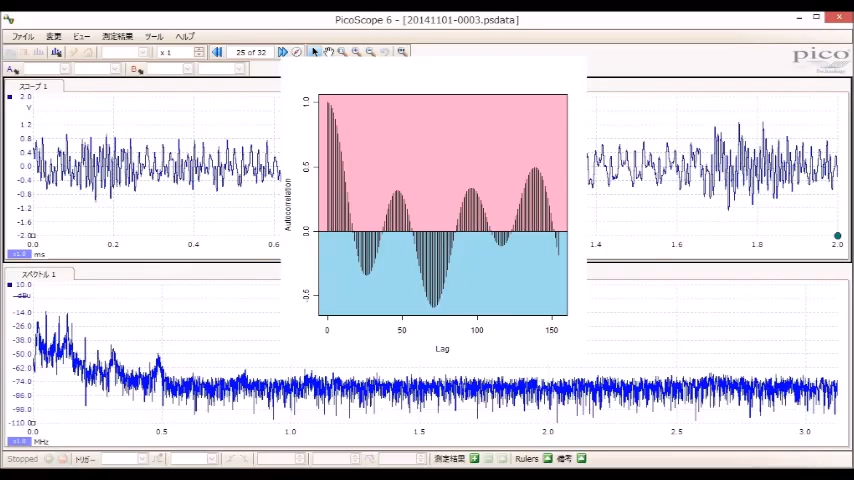 PicoScope 6 - [20141101-0003.psdata]
ファイル 変更 ビュー 測定結果 ツール ヘルプ
x 1 25 of 32
pico
Technology
A B
スコープ 1
2.0
V
1.2
0.8
0.4
0.0
-0.4
-0.8
-1.2
-1.6
-2.0
0.0 0.2 0.4 0.6 1.4 1.6 1.8 2.0
x1.0 ms
1.0
0.5
0.0
-0.5
Autocorrelation
0 50 100 150
Lag
スペクトル 1
10.0
dBu
-14.0
-26.0
-38.0
-50.0
-62.0
-74.0
-86.0
-98.0
-110.0
0.0 0.5 1.0 1.5 2.0 2.5 3.0
x1.0 MHz
Stopped トリガー 測定結果 Rulers 備考